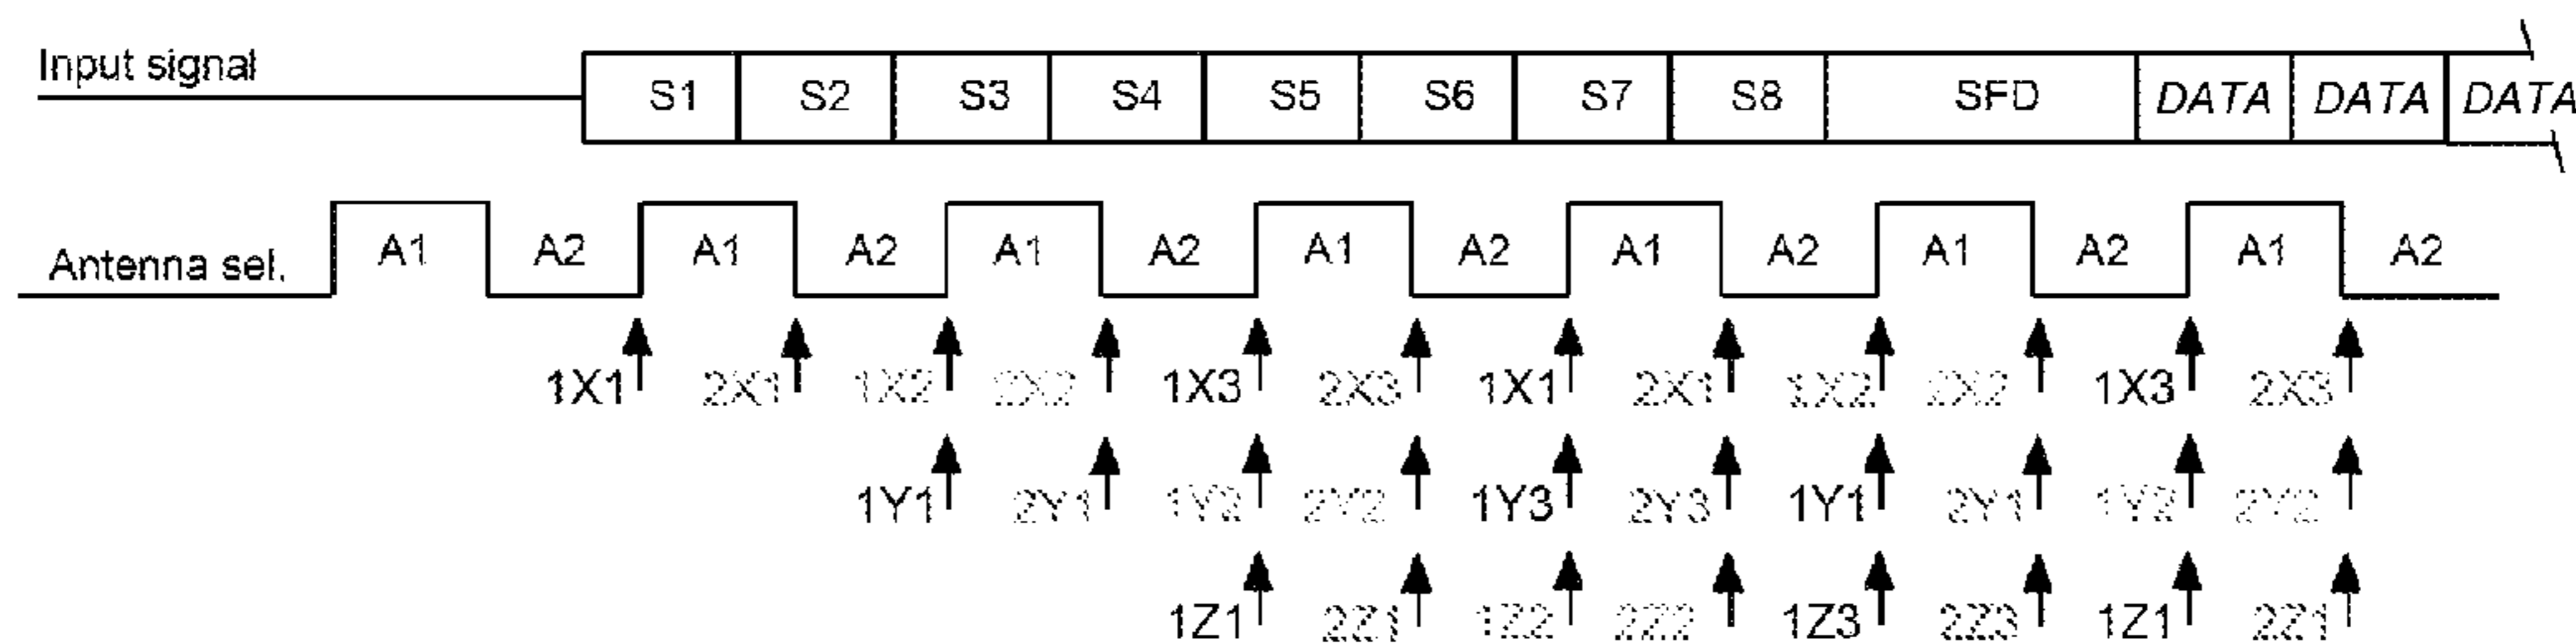 Input signal S1 S2 S3 S4 S5 S6 S7 S8 SFD DATA DATA DATA
Antenna sel. A1 A2 A1 A2 A1 A2 A1 A2 A1 A2 A1 A2 A1 A2
1X1 2X1 1X2 2X2 1X3 2X3 1X1 2X1 1X2 2X2 1X3 2X3
1Y1 2Y1 1Y2 2Y2 1Y3 2Y3 1Y1 2Y1 1Y2 2Y2
1Z1 2Z1 1Z2 2Z2 1Z3 2Z3 1Z1 2Z1